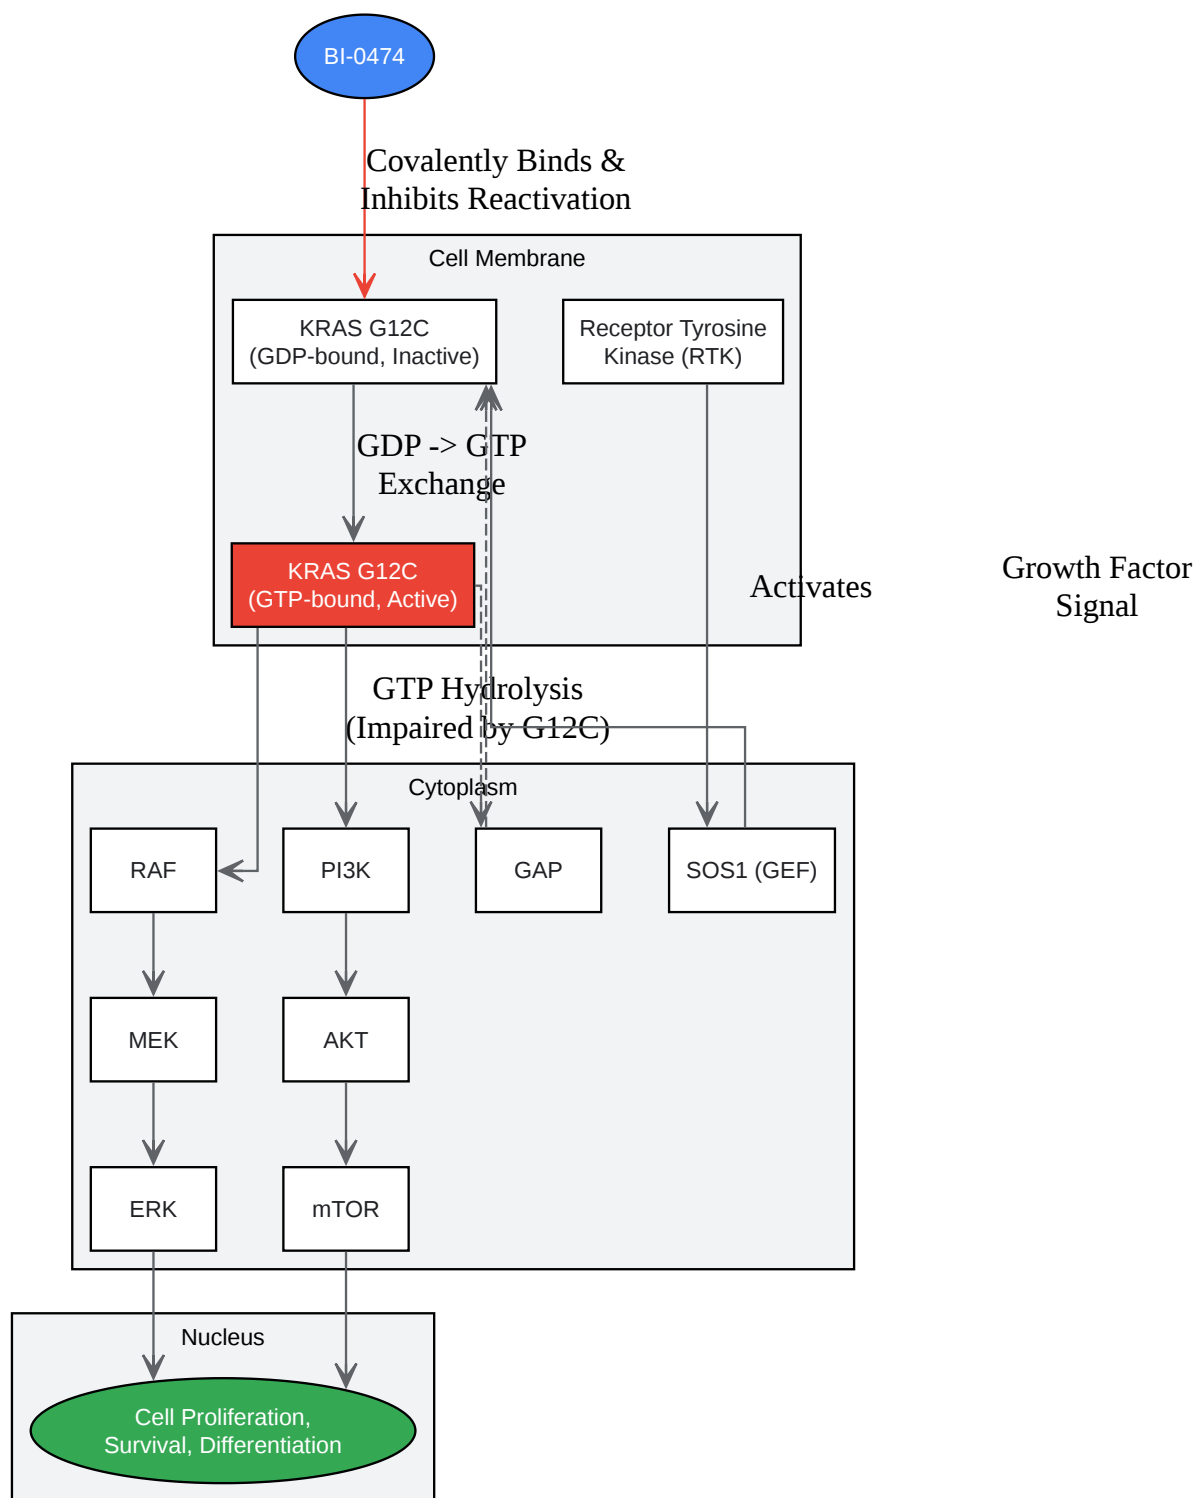 BI-0474
Covalently Binds &
Inhibits Reactivation
Cell Membrane
KRAS G12C
(GDP-bound, Inactive)
Receptor Tyrosine
Kinase (RTK)
GDP -> GTP
Exchange
KRAS G12C
(GTP-bound, Active)
Activates
Growth Factor
Signal
GTP Hydrolysis
(Impaired by G12C)
Cytoplasm
RAF
PI3K
GAP
SOS1 (GEF)
MEK
AKT
ERK
mTOR
Nucleus
Cell Proliferation,
Survival, Differentiation